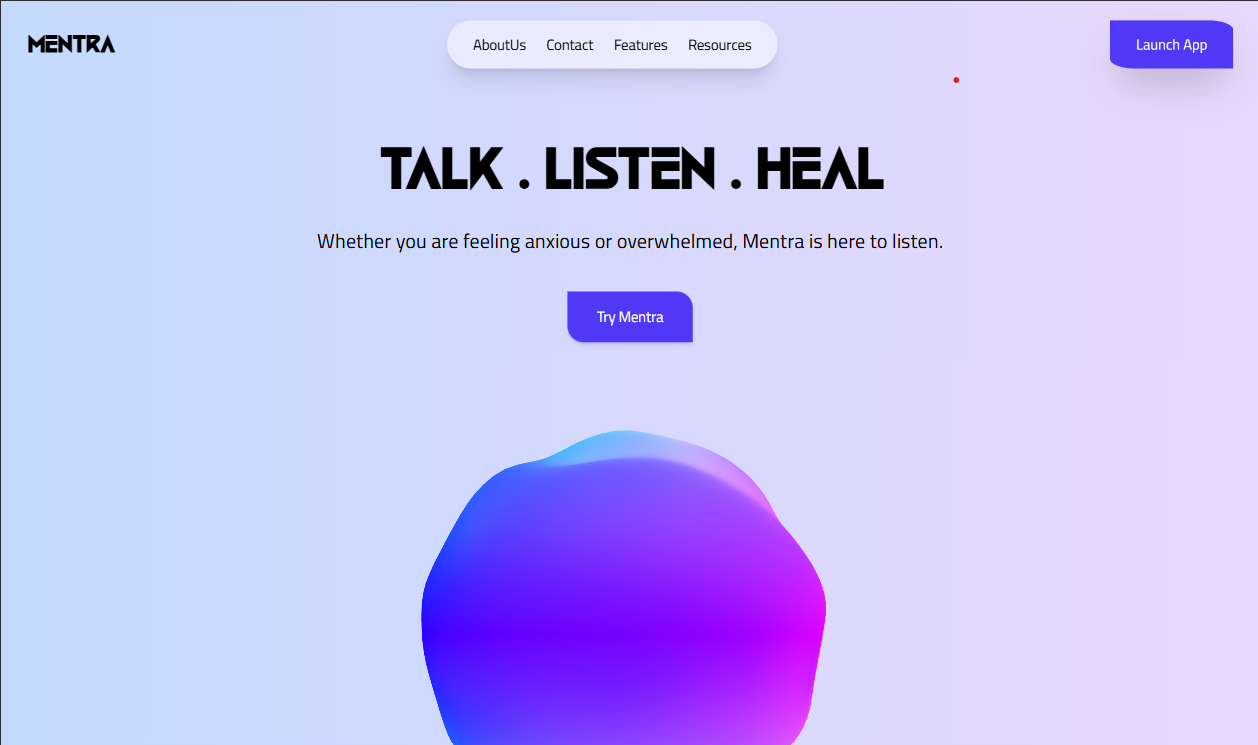 MENTRA
AboutUs Contact Features Resources
Launch App
TALK . LISTEN . HEAL
Whether you are feeling anxious or overwhelmed, Mentra is here to listen.
Try Mentra